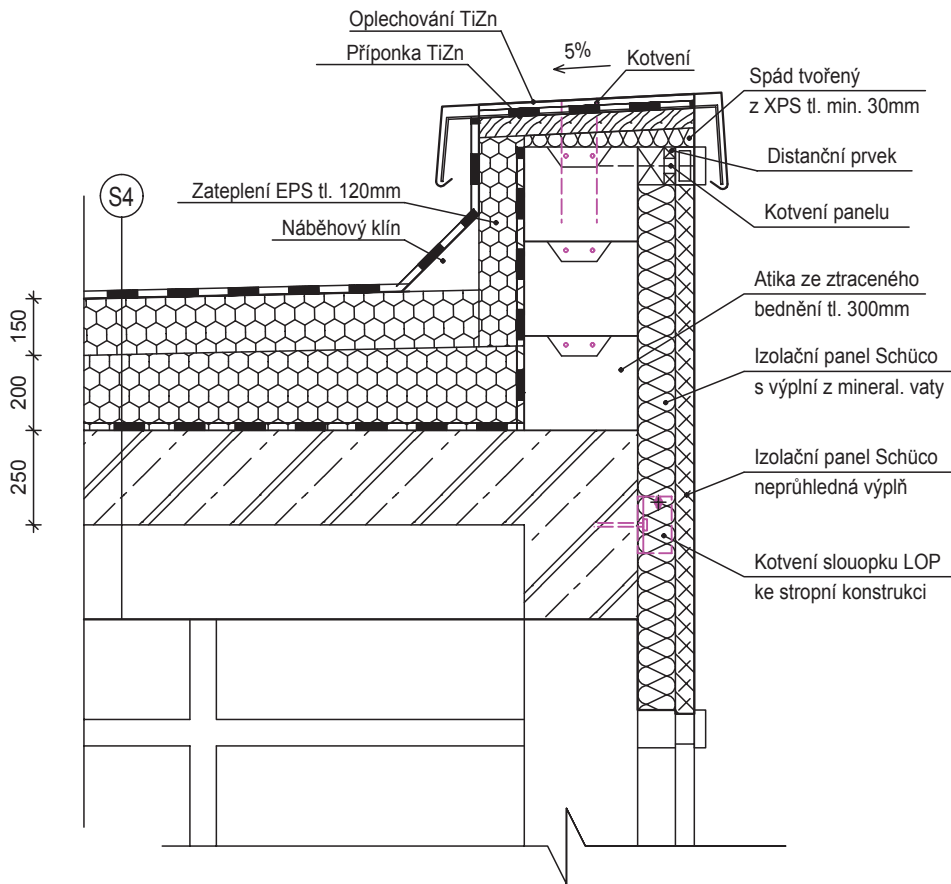 Oplechování TiZn
Příponka TiZn
5%
Kotvení
Spád tvořený
z XPS tl. min. 30mm
Distanční prvek
Kotvení panelu
S4
Zateplení EPS tl. 120mm
Náběhový klín
Atika ze ztraceného
bednění tl. 300mm
150
200
250
Izolační panel Schüco
s výplní z mineral. vaty
Izolační panel Schüco
neprůhledná výplň
Kotvení slouopku LOP
ke stropní konstrukci